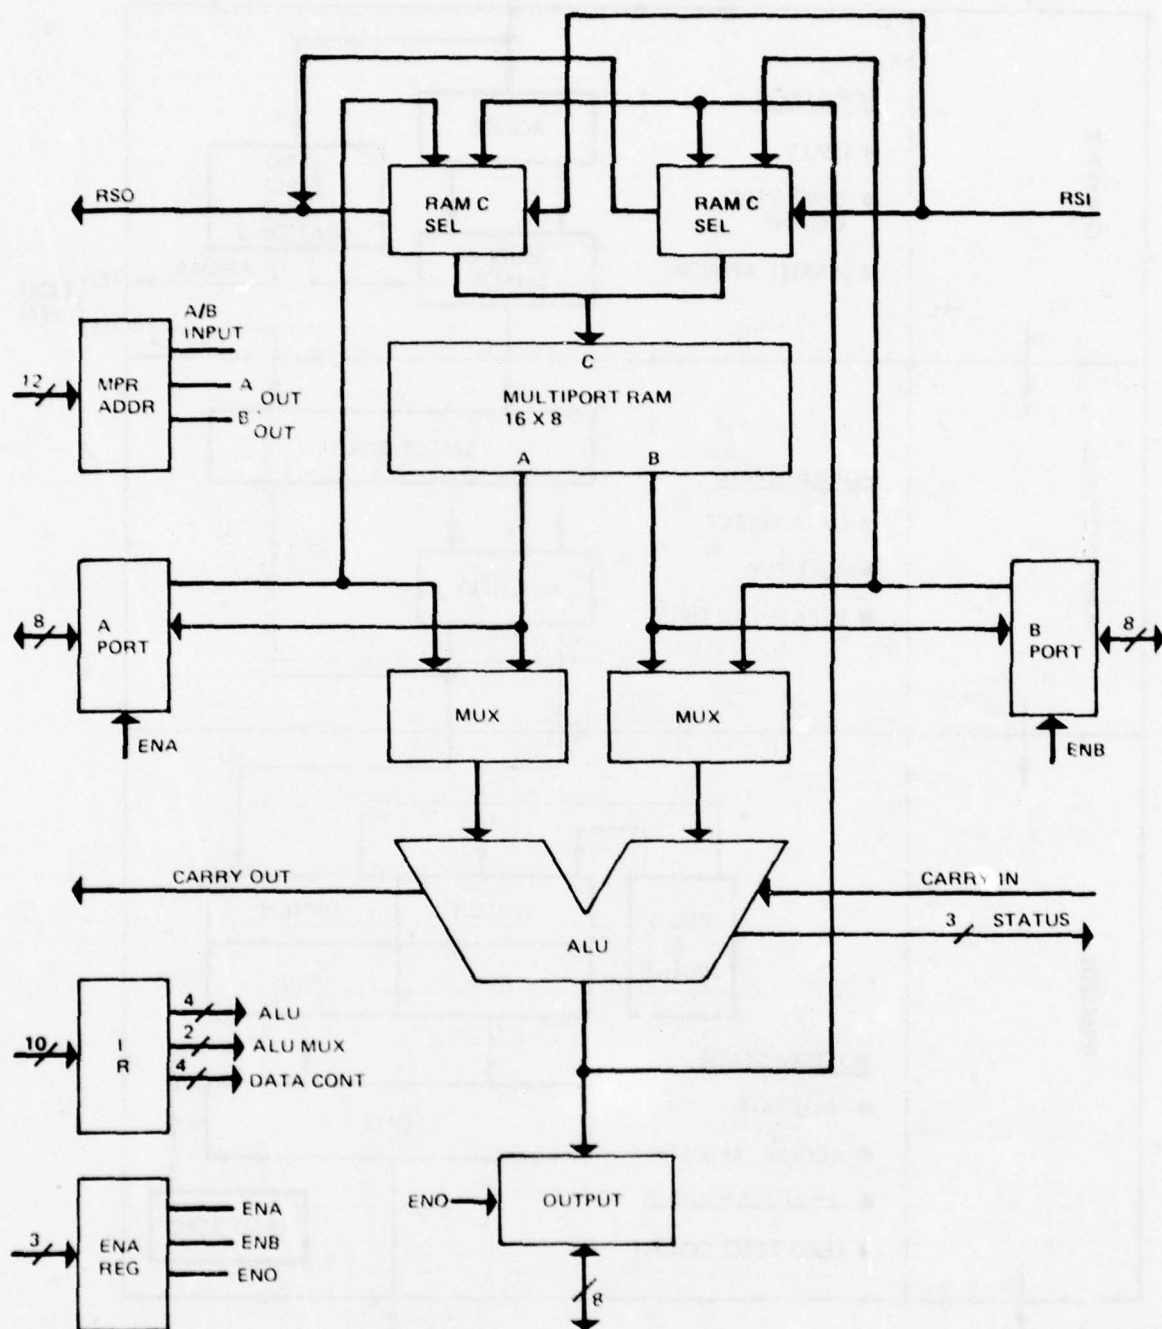 RSO
RAM C
SEL
RAM C
SEL
RSI
A/B
INPUT
12
MPR
ADDR
A OUT
B OUT
C
MULTIPORT RAM
16 X 8
A
B
8
A
PORT
ENA
B
PORT
8
ENB
MUX
MUX
CARRY OUT
CARRY IN
3
STATUS
ALU
10
I
R
4
ALU
2
ALU MUX
4
DATA CONT
3
ENA
REG
ENA
ENB
ENO
ENO
OUTPUT
8